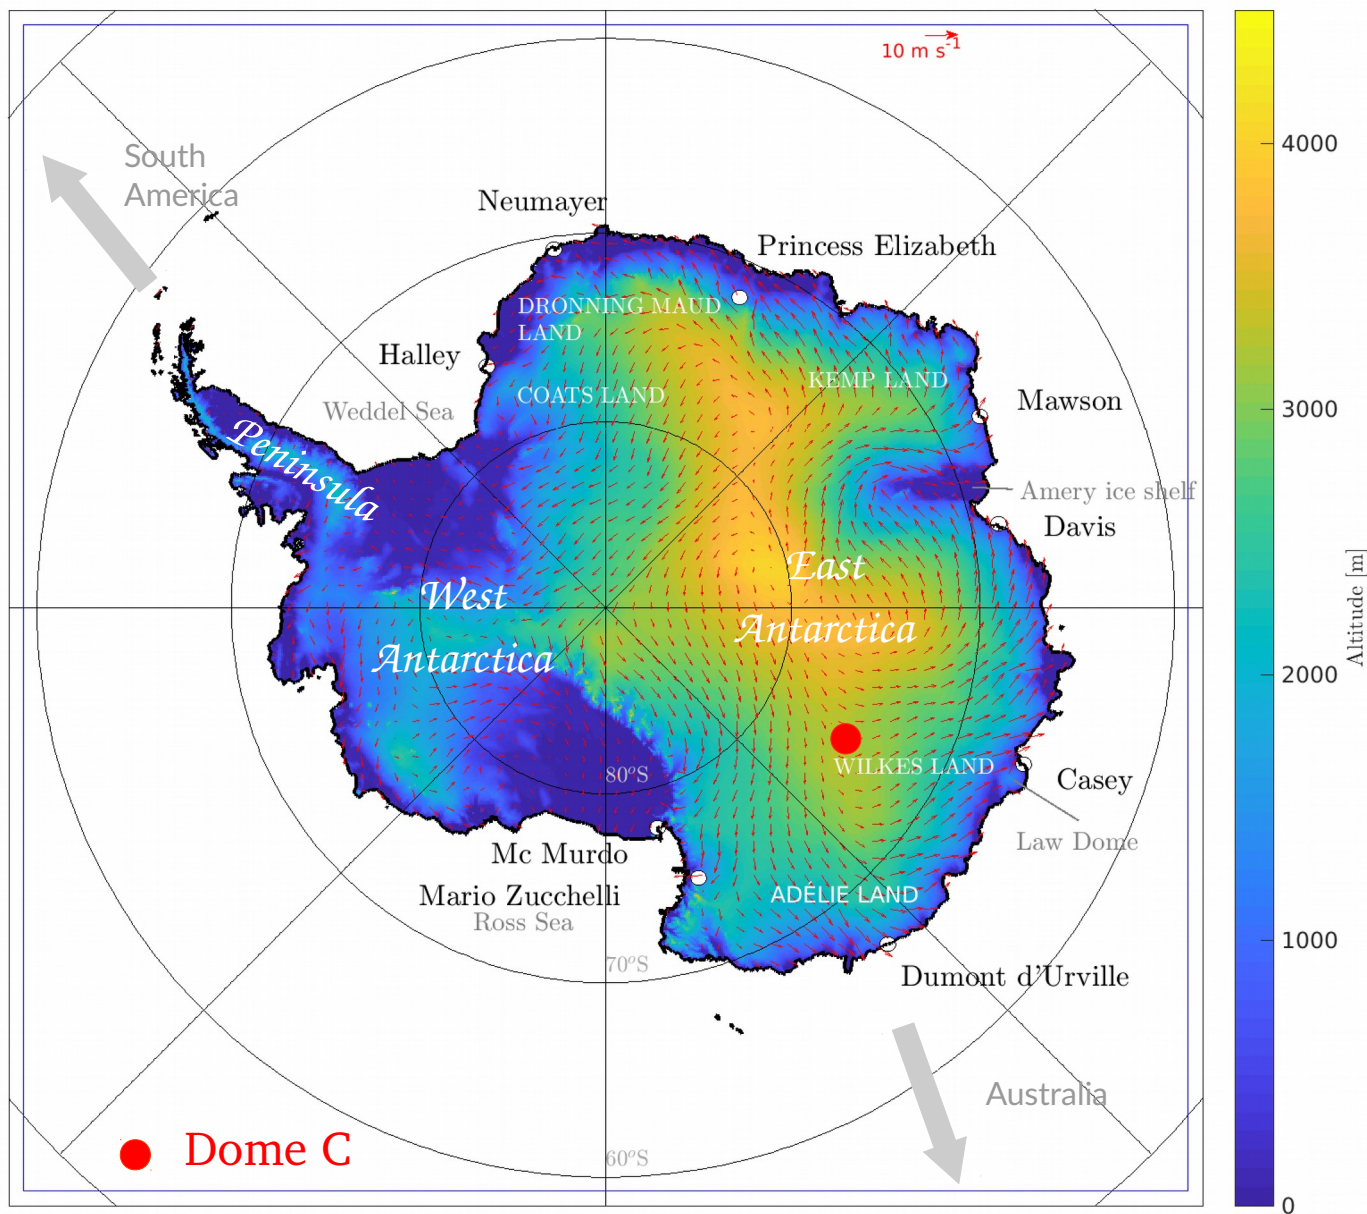 10 m s-1
South
America
Neumayer
Princess Elizabeth
DRONNING MAUD
LAND
Halley
KEMP LAND
COATS LAND
Weddel Sea
Mawson
Peninsula
Amery ice shelf
Davis
East
West
Antarctica
Antarctica
WILKES LAND
80°S
Casey
Law Dome
Mc Murdo
Mario Zucchelli
ADÉLIE LAND
Ross Sea
70°S
Dumont d'Urville
Australia
Dome C
60°S
4000
3000
2000
1000
0
Altitude [m]